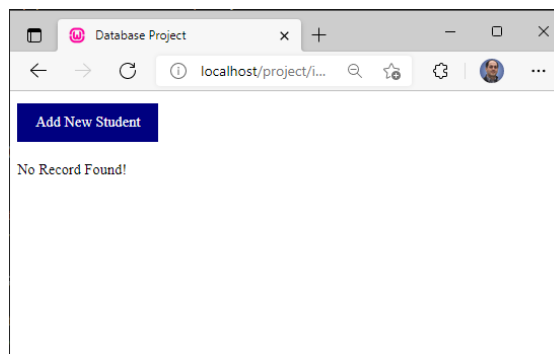 Database Project
localhost/project/i...
Add New Student
No Record Found!